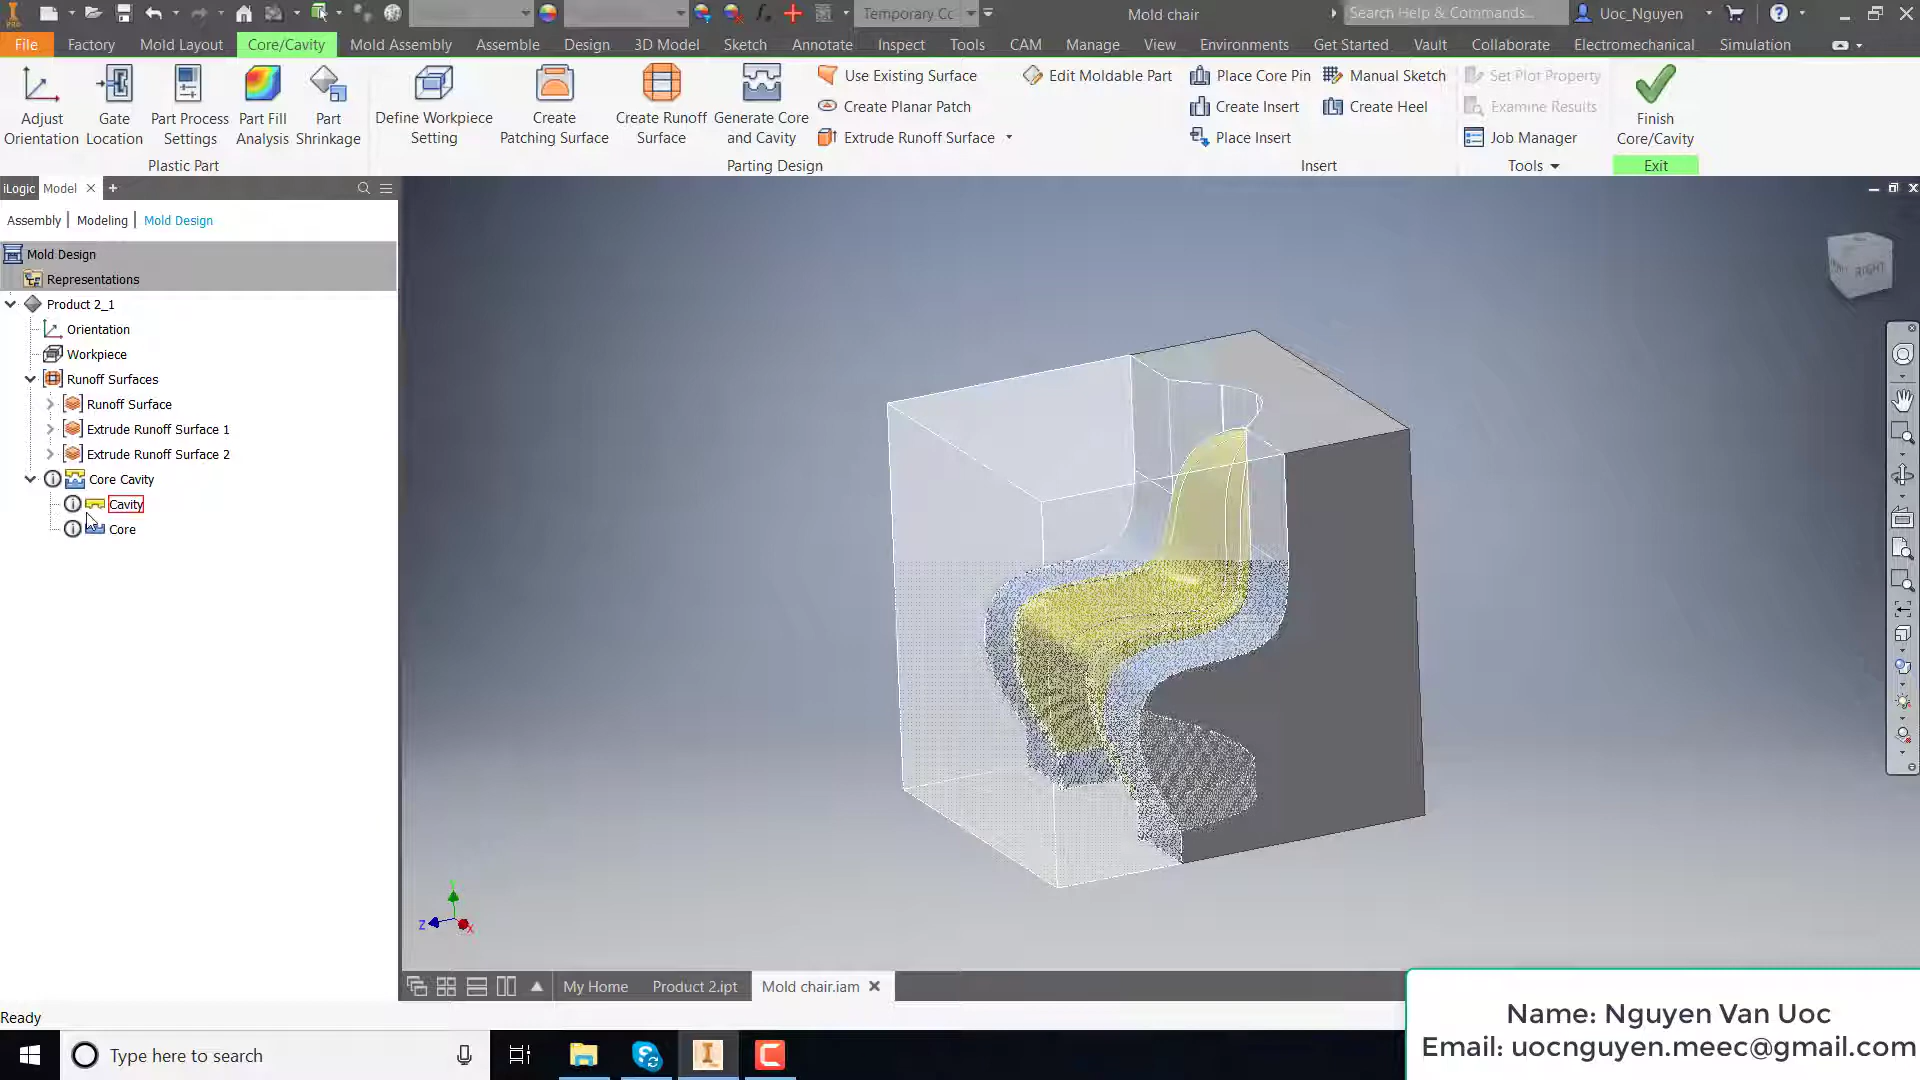 Temporary Cc
Mold chair
Search Help & Commands...
Uoc_Nguyen
File
Factory
Mold Layout
Core/Cavity
Mold Assembly
Assemble
Design
3D Model
Sketch
Annotate
Inspect
Tools
CAM
Manage
View
Environments
Get Started
Vault
Collaborate
Electromechanical
Simulation
Adjust
Orientation
Gate
Location
Part Process
Settings
Part Fill
Analysis
Part
Shrinkage
Plastic Part
Define Workpiece
Setting
Create
Patching Surface
Create Runoff
Surface
Generate Core
and Cavity
Use Existing Surface
Create Planar Patch
Extrude Runoff Surface
Edit Moldable Part
Parting Design
Place Core Pin
Create Insert
Place Insert
Manual Sketch
Create Heel
Insert
Set Plot Property
Examine Results
Job Manager
Tools
Finish
Core/Cavity
Exit
iLogic
Model
Assembly
Modeling
Mold Design
Mold Design
Representations
Product 2_1
Orientation
Workpiece
Runoff Surfaces
Runoff Surface
Extrude Runoff Surface 1
Extrude Runoff Surface 2
Core Cavity
Cavity
Core
RIGHT
Y
Z
X
My Home
Product 2.ipt
Mold chair.iam
Ready
Type here to search
Name: Nguyen Van Uoc
Email: uocnguyen.meec@gmail.com